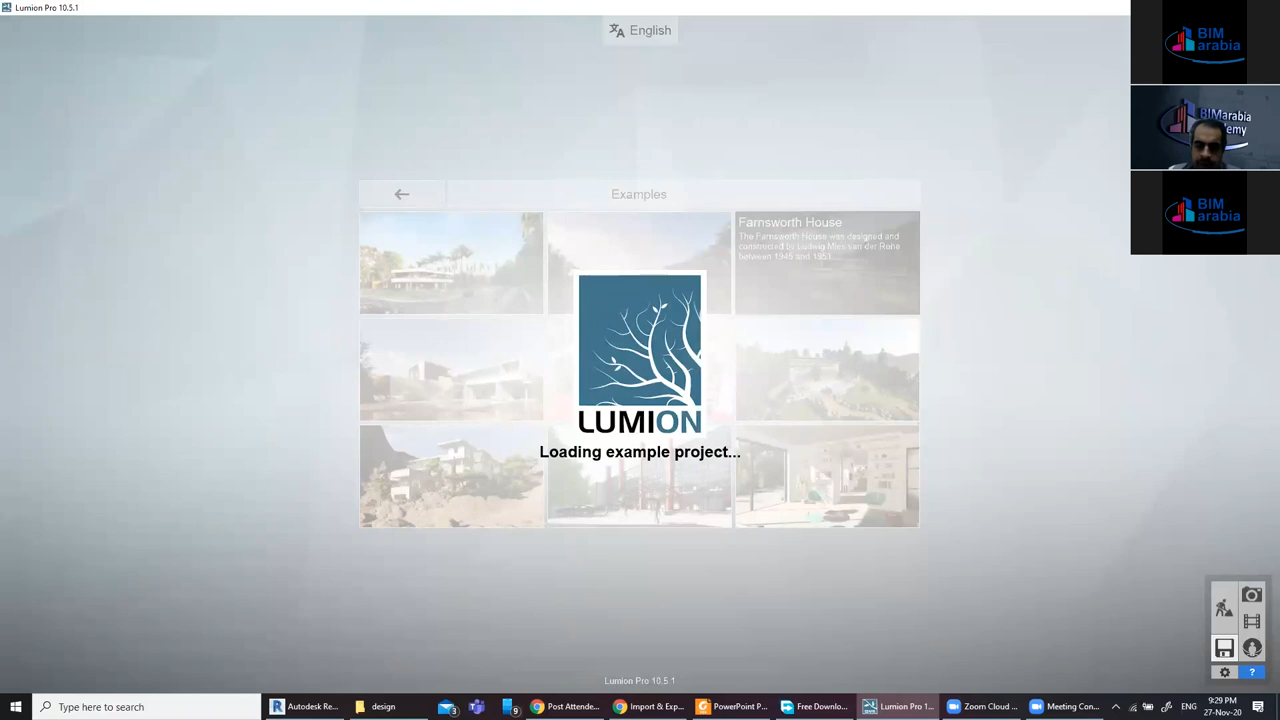 Lumion Pro 10.5.1
English
BIM
arabia
BIMarabia
BIM
arabia
Examples
Farnsworth House
The Farnsworth House was designed and
constructed by Ludwig Mies van der Rohe
between 1945 and 1951.
LUMION
Loading example project...
Lumion Pro 10.5.1
?
Type here to search
R
Autodesk Re...
design
3
9
Post Attende...
Import & Exp...
PowerPoint P...
Free Downlo...
Lumion Pro 1...
Zoom Cloud ...
Meeting Con...
ENG
9:29 PM
27-Nov-20